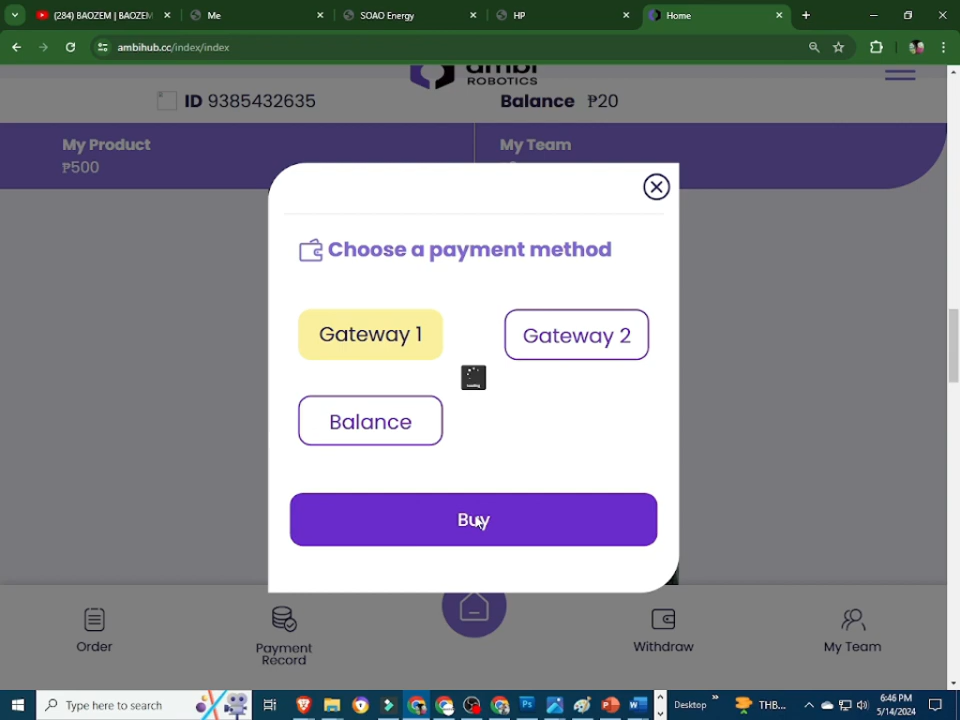 (284) BAOZEM | BAOZEM
Me
SOAO Energy
HP
Home
ambihub.cc/index/index
ambi
ROBOTICS
ID 9385432635
Balance ₱20
My Product
₱500
My Team
Choose a payment method
Gateway 1
Gateway 2
Balance
Buy
Order
Payment
Record
Withdraw
My Team
Type here to search
Desktop
THB...
6:46 PM
5/14/2024